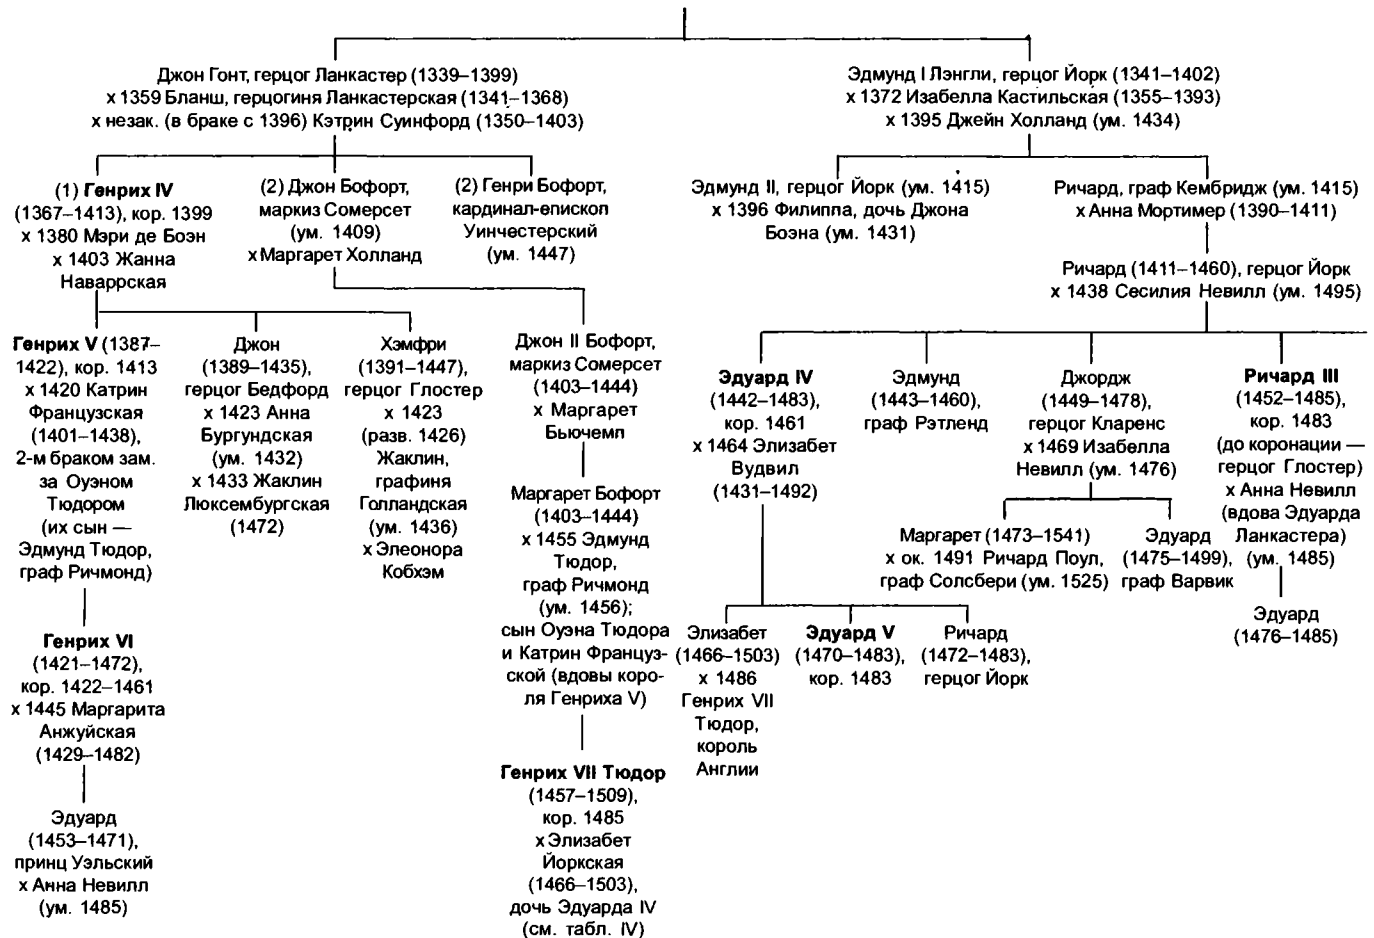 Джон Гонт, герцог Ланкастер (1339–1399)
x 1359 Бланш, герцогиня Ланкастерская (1341–1368)
x незак. (в браке с 1396) Кэтрин Суинфорд (1350–1403)
Эдмунд I Лэнгли, герцог Йорк (1341–1402)
x 1372 Изабелла Кастильская (1355–1393)
x 1395 Джейн Холланд (ум. 1434)
(1) Генрих IV
(1367–1413), кор. 1399
x 1380 Мэри де Боэн
x 1403 Жанна
Наваррская
(2) Джон Бофорт,
маркиз Сомерсет
(ум. 1409)
x Маргарет Холланд
(2) Генри Бофорт,
кардинал-епископ
Уинчестерский
(ум. 1447)
Эдмунд II, герцог Йорк (ум. 1415)
x 1396 Филиппа, дочь Джона
Боэна (ум. 1431)
Ричард, граф Кембридж (ум. 1415)
x Анна Мортимер (1390–1411)
Ричард (1411–1460), герцог Йорк
x 1438 Сесилия Невилл (ум. 1495)
Генрих V (1387–
1422), кор. 1413
x 1420 Катрин
Французская
(1401–1438),
2-м браком зам.
за Оуэном
Тюдором
(их сын —
Эдмунд Тюдор,
граф Ричмонд)
Джон
(1389–1435),
герцог Бедфорд
x 1423 Анна
Бургундская
(ум. 1432)
x 1433 Жаклин
Люксембургская
(1472)
Хэмфри
(1391–1447),
герцог Глостер
x 1423
(разв. 1426)
Жаклин,
графиня
Голландская
(ум. 1436)
x Элеонора
Кобхэм
Джон II Бофорт,
маркиз Сомерсет
(1403–1444)
x Маргарет
Бьючемп
Эдуард IV
(1442–1483),
кор. 1461
x 1464 Элизабет
Вудвил
(1431–1492)
Эдмунд
(1443–1460),
граф Рэтленд
Джордж
(1449–1478),
герцог Кларенс
x 1469 Изабелла
Невилл (ум. 1476)
Ричард III
(1452–1485),
кор. 1483
(до коронации —
герцог Глостер)
x Анна Невилл
(вдова Эдуарда
Ланкастера)
(ум. 1485)
Маргарет Бофорт
(1403–1444)
x 1455 Эдмунд
Тюдор,
граф Ричмонд
(ум. 1456);
сын Оуэна Тюдора
и Катрин Француз-
ской (вдовы коро-
ля Генриха V)
Маргарет (1473–1541)
x ок. 1491 Ричард Поул,
граф Солсбери (ум. 1525)
Эдуард
(1475–1499),
граф Варвик
Эдуард
(1476–1485)
Генрих VI
(1421–1472),
кор. 1422–1461
x 1445 Маргарита
Анжуйская
(1429–1482)
Элизабет
(1466–1503)
x 1486
Генрих VII
Тюдор,
король
Англии
Эдуард V
(1470–1483),
кор. 1483
Ричард
(1472–1483),
герцог Йорк
Генрих VII Тюдор
(1457–1509),
кор. 1485
x Элизабет
Йоркская
(1466–1503),
дочь Эдуарда IV
(см. табл. IV)
Эдуард
(1453–1471),
принц Уэльский
x Анна Невилл
(ум. 1485)